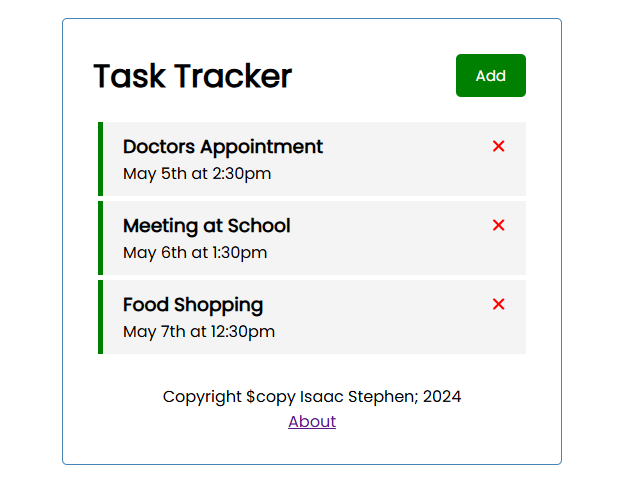 Task Tracker
Add
Doctors Appointment
May 5th at 2:30pm
Meeting at School
May 6th at 1:30pm
Food Shopping
May 7th at 12:30pm
Copyright $copy Isaac Stephen; 2024
About